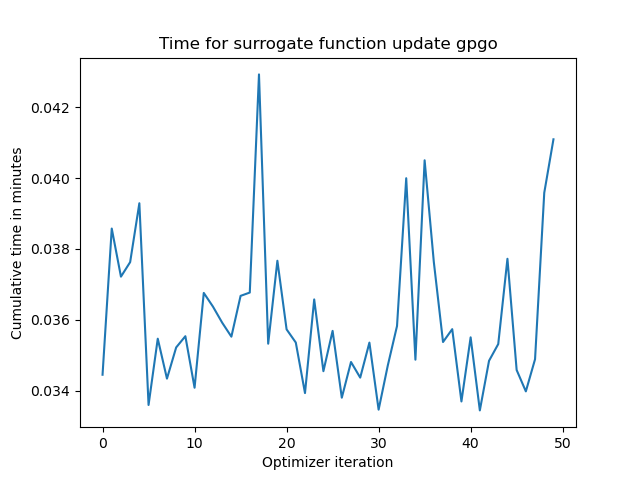 Time for surrogate function update gpgo
Cumulative time in minutes
0.042
0.040
0.038
0.036
0.034
0 10 20 30 40 50
Optimizer iteration